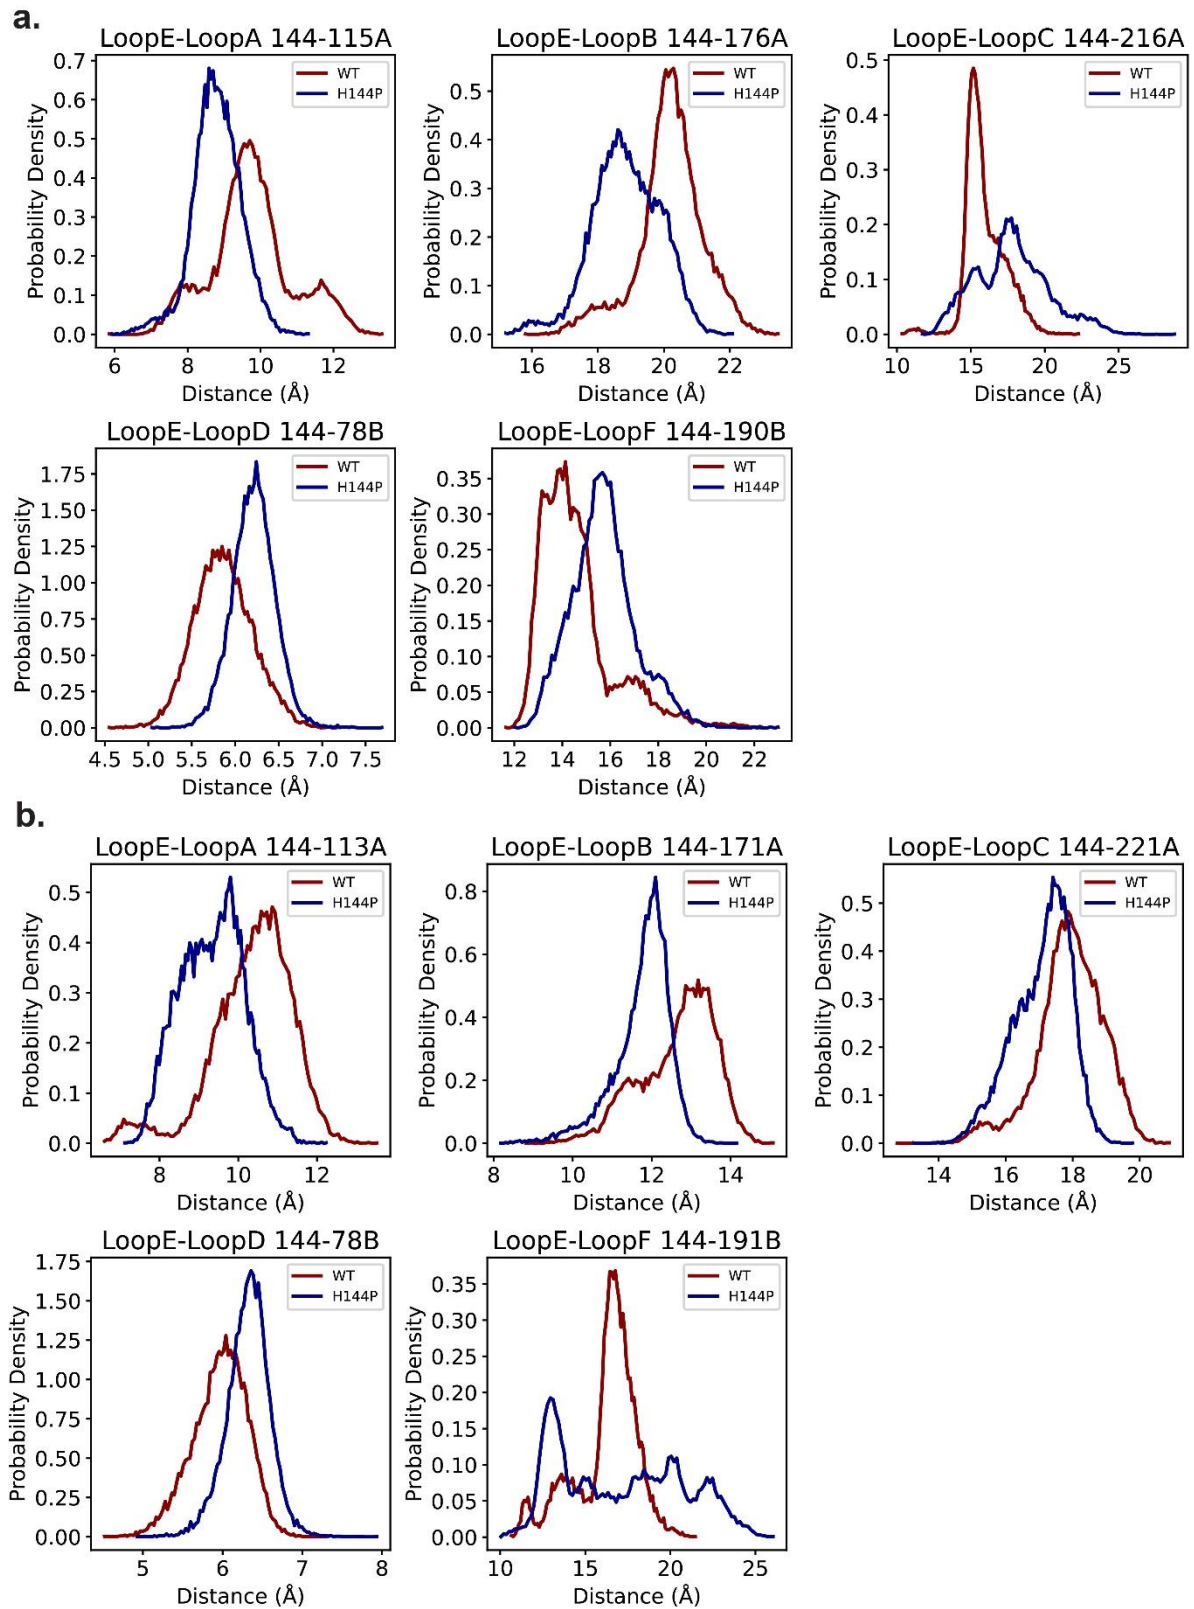 a.
LoopE-LoopA 144-115A
Probability Density
0.7
0.6
0.5
0.4
0.3
0.2
0.1
0.0
WT
H144P
6 8 10 12
Distance (Å)
LoopE-LoopB 144-176A
Probability Density
0.5
0.4
0.3
0.2
0.1
0.0
WT
H144P
16 18 20 22
Distance (Å)
LoopE-LoopC 144-216A
Probability Density
0.5
0.4
0.3
0.2
0.1
0.0
WT
H144P
10 15 20 25
Distance (Å)
LoopE-LoopD 144-78B
Probability Density
1.75
1.50
1.25
1.00
0.75
0.50
0.25
0.00
WT
H144P
4.5 5.0 5.5 6.0 6.5 7.0 7.5
Distance (Å)
LoopE-LoopF 144-190B
Probability Density
0.35
0.30
0.25
0.20
0.15
0.10
0.05
0.00
WT
H144P
12 14 16 18 20 22
Distance (Å)
b.
LoopE-LoopA 144-113A
Probability Density
0.5
0.4
0.3
0.2
0.1
0.0
WT
H144P
8 10 12
Distance (Å)
LoopE-LoopB 144-171A
Probability Density
0.8
0.6
0.4
0.2
0.0
WT
H144P
8 10 12 14
Distance (Å)
LoopE-LoopC 144-221A
Probability Density
0.5
0.4
0.3
0.2
0.1
0.0
WT
H144P
14 16 18 20
Distance (Å)
LoopE-LoopD 144-78B
Probability Density
1.75
1.50
1.25
1.00
0.75
0.50
0.25
0.00
WT
H144P
5 6 7 8
Distance (Å)
LoopE-LoopF 144-191B
Probability Density
0.35
0.30
0.25
0.20
0.15
0.10
0.05
0.00
WT
H144P
10 15 20 25
Distance (Å)